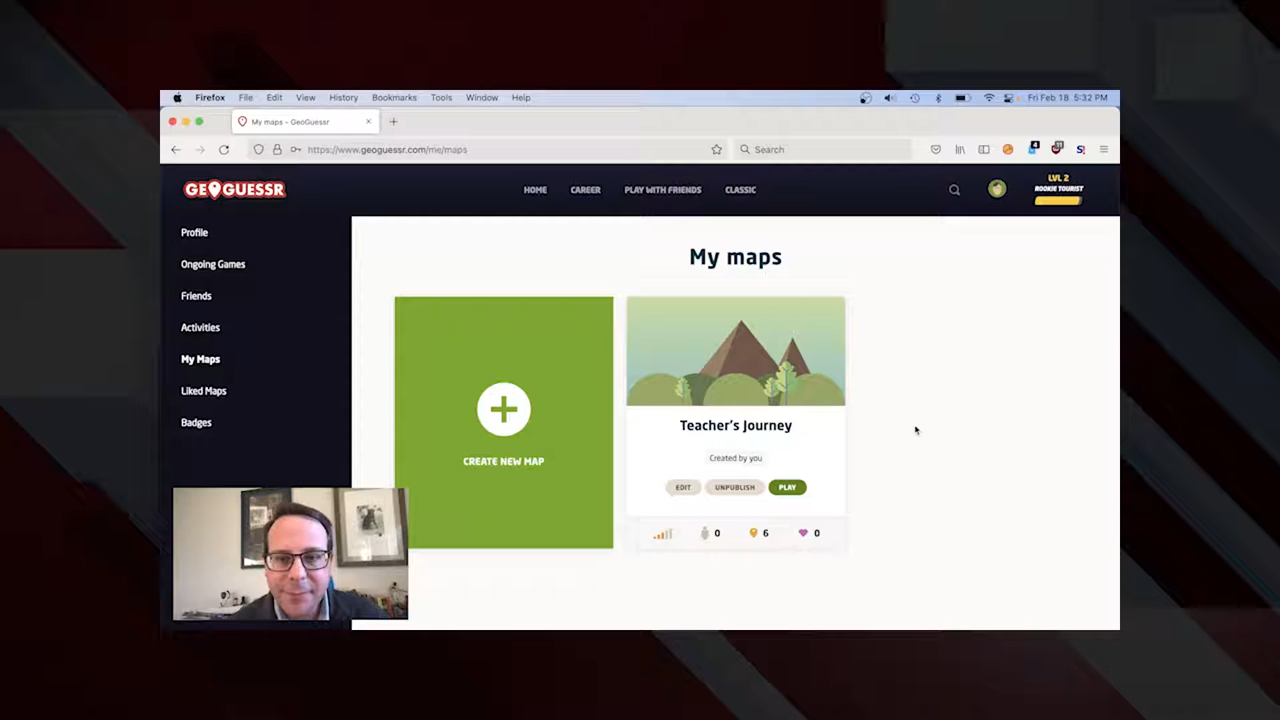 Firefox File Edit View History Bookmarks Tools Window Help Fri Feb 18 5:32 PM
My maps - GeoGuessr
https://www.geoguessr.com/me/maps Search 4 11 S
GEOGUESSR HOME CAREER PLAY WITH FRIENDS CLASSIC LVL 2
ROOKIE TOURIST
Profile
Ongoing Games
Friends
Activities
My Maps
Liked Maps
Badges
My maps
CREATE NEW MAP
Teacher's Journey
Created by you
EDIT UNPUBLISH PLAY
0 6 0